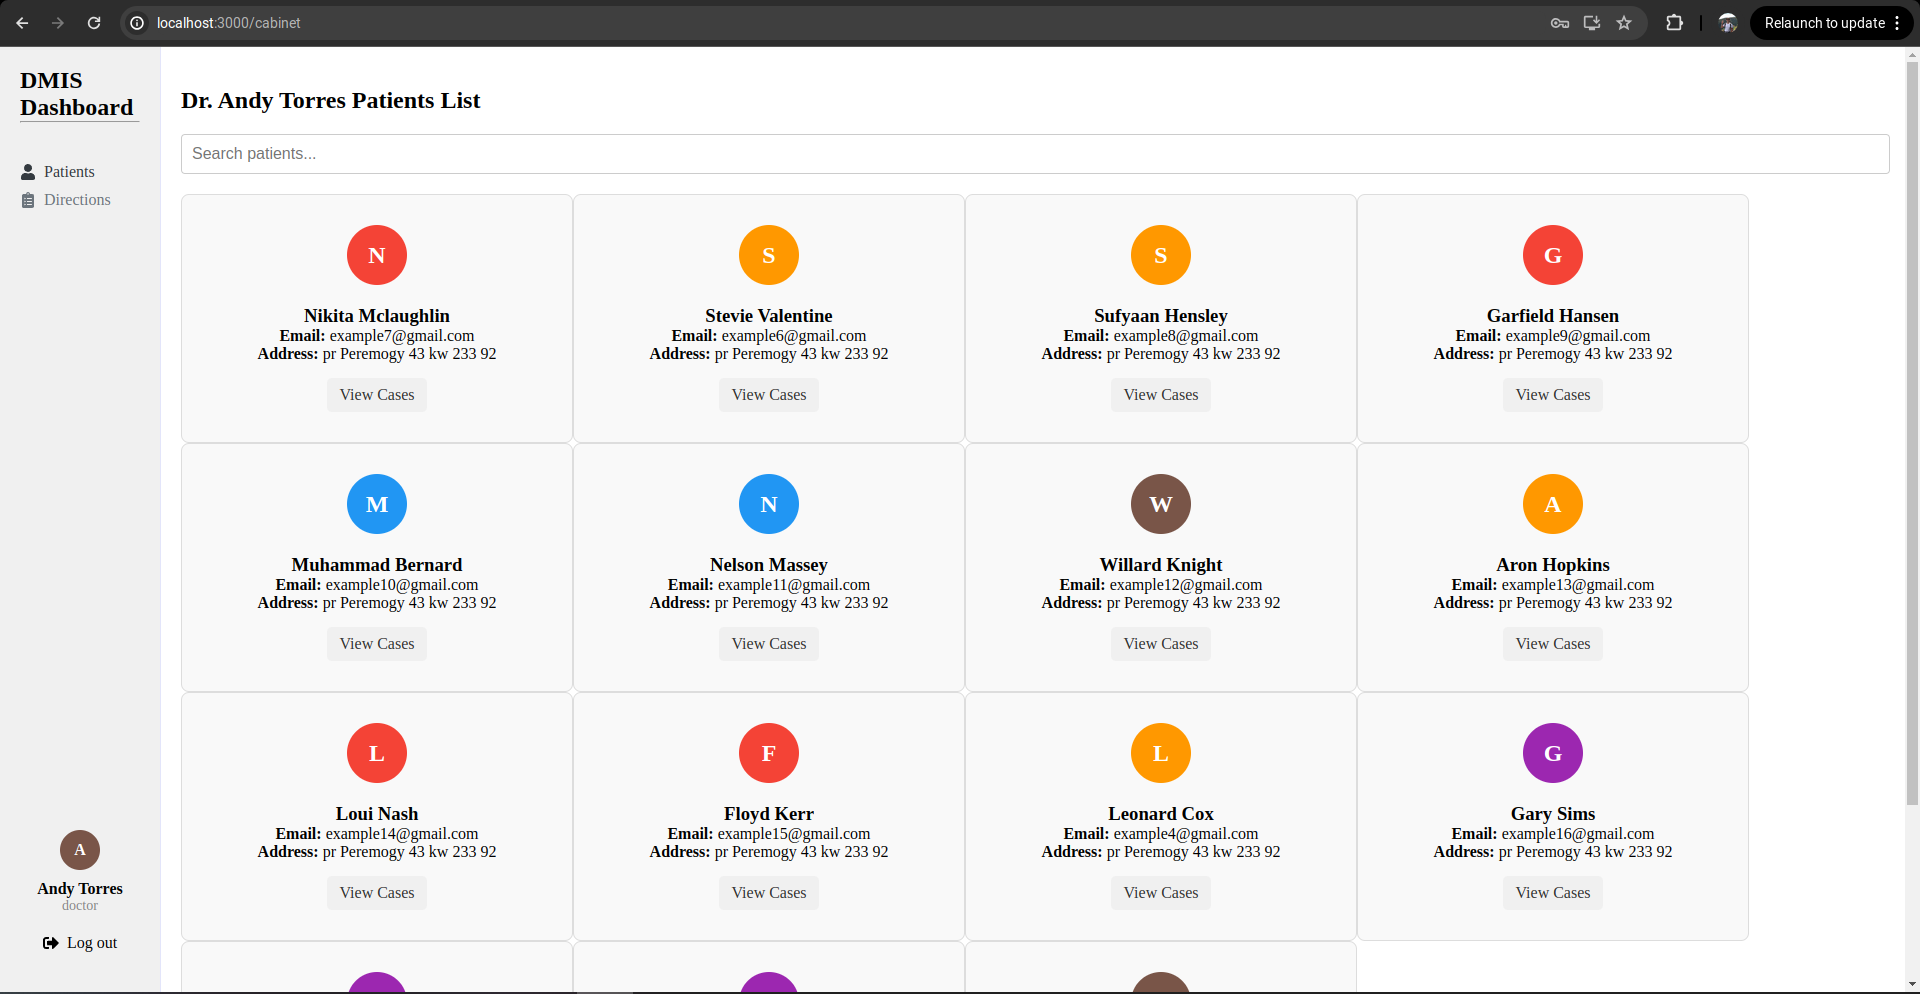 localhost:3000/cabinet
Relaunch to update
DMIS
Dashboard
Patients
Directions
A
Andy Torres
doctor
Log out
Dr. Andy Torres Patients List
Search patients...
N
Nikita Mclaughlin
Email: example7@gmail.com
Address: pr Peremogy 43 kw 233 92
View Cases
S
Stevie Valentine
Email: example6@gmail.com
Address: pr Peremogy 43 kw 233 92
View Cases
S
Sufyaan Hensley
Email: example8@gmail.com
Address: pr Peremogy 43 kw 233 92
View Cases
G
Garfield Hansen
Email: example9@gmail.com
Address: pr Peremogy 43 kw 233 92
View Cases
M
Muhammad Bernard
Email: example10@gmail.com
Address: pr Peremogy 43 kw 233 92
View Cases
N
Nelson Massey
Email: example11@gmail.com
Address: pr Peremogy 43 kw 233 92
View Cases
W
Willard Knight
Email: example12@gmail.com
Address: pr Peremogy 43 kw 233 92
View Cases
A
Aron Hopkins
Email: example13@gmail.com
Address: pr Peremogy 43 kw 233 92
View Cases
L
Loui Nash
Email: example14@gmail.com
Address: pr Peremogy 43 kw 233 92
View Cases
F
Floyd Kerr
Email: example15@gmail.com
Address: pr Peremogy 43 kw 233 92
View Cases
L
Leonard Cox
Email: example4@gmail.com
Address: pr Peremogy 43 kw 233 92
View Cases
G
Gary Sims
Email: example16@gmail.com
Address: pr Peremogy 43 kw 233 92
View Cases